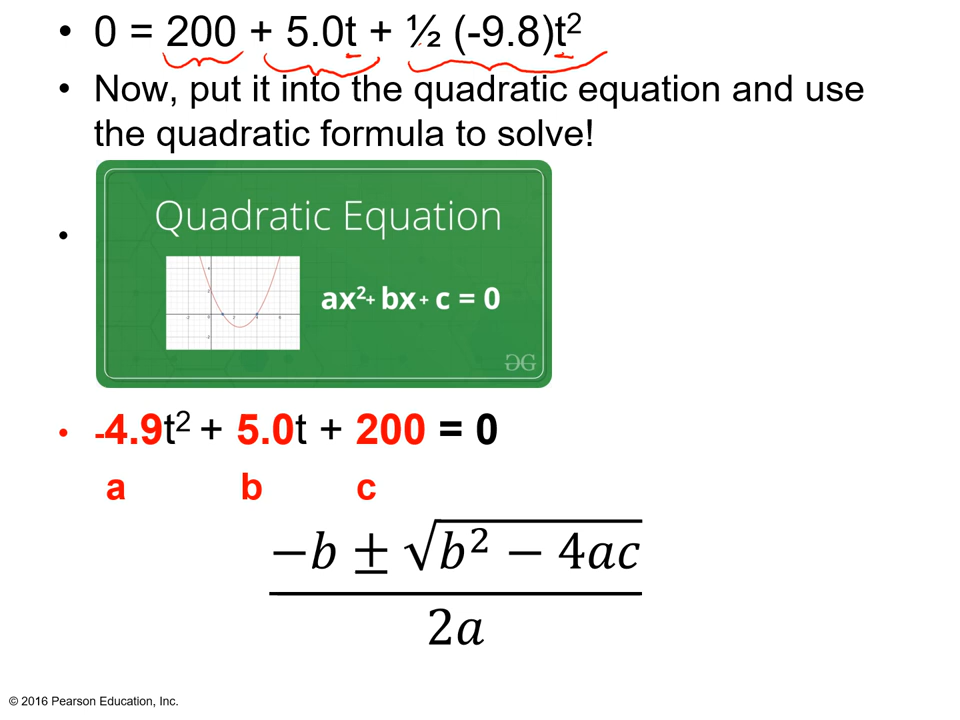 • 0 = 200 + 5.0t + ½ (-9.8)t²
• Now, put it into the quadratic equation and use
the quadratic formula to solve!
•
Quadratic Equation
ax²+ bx + c = 0
• -4.9t² + 5.0t + 200 = 0
a b c
−b ± √b² − 4ac
2a
© 2016 Pearson Education, Inc.